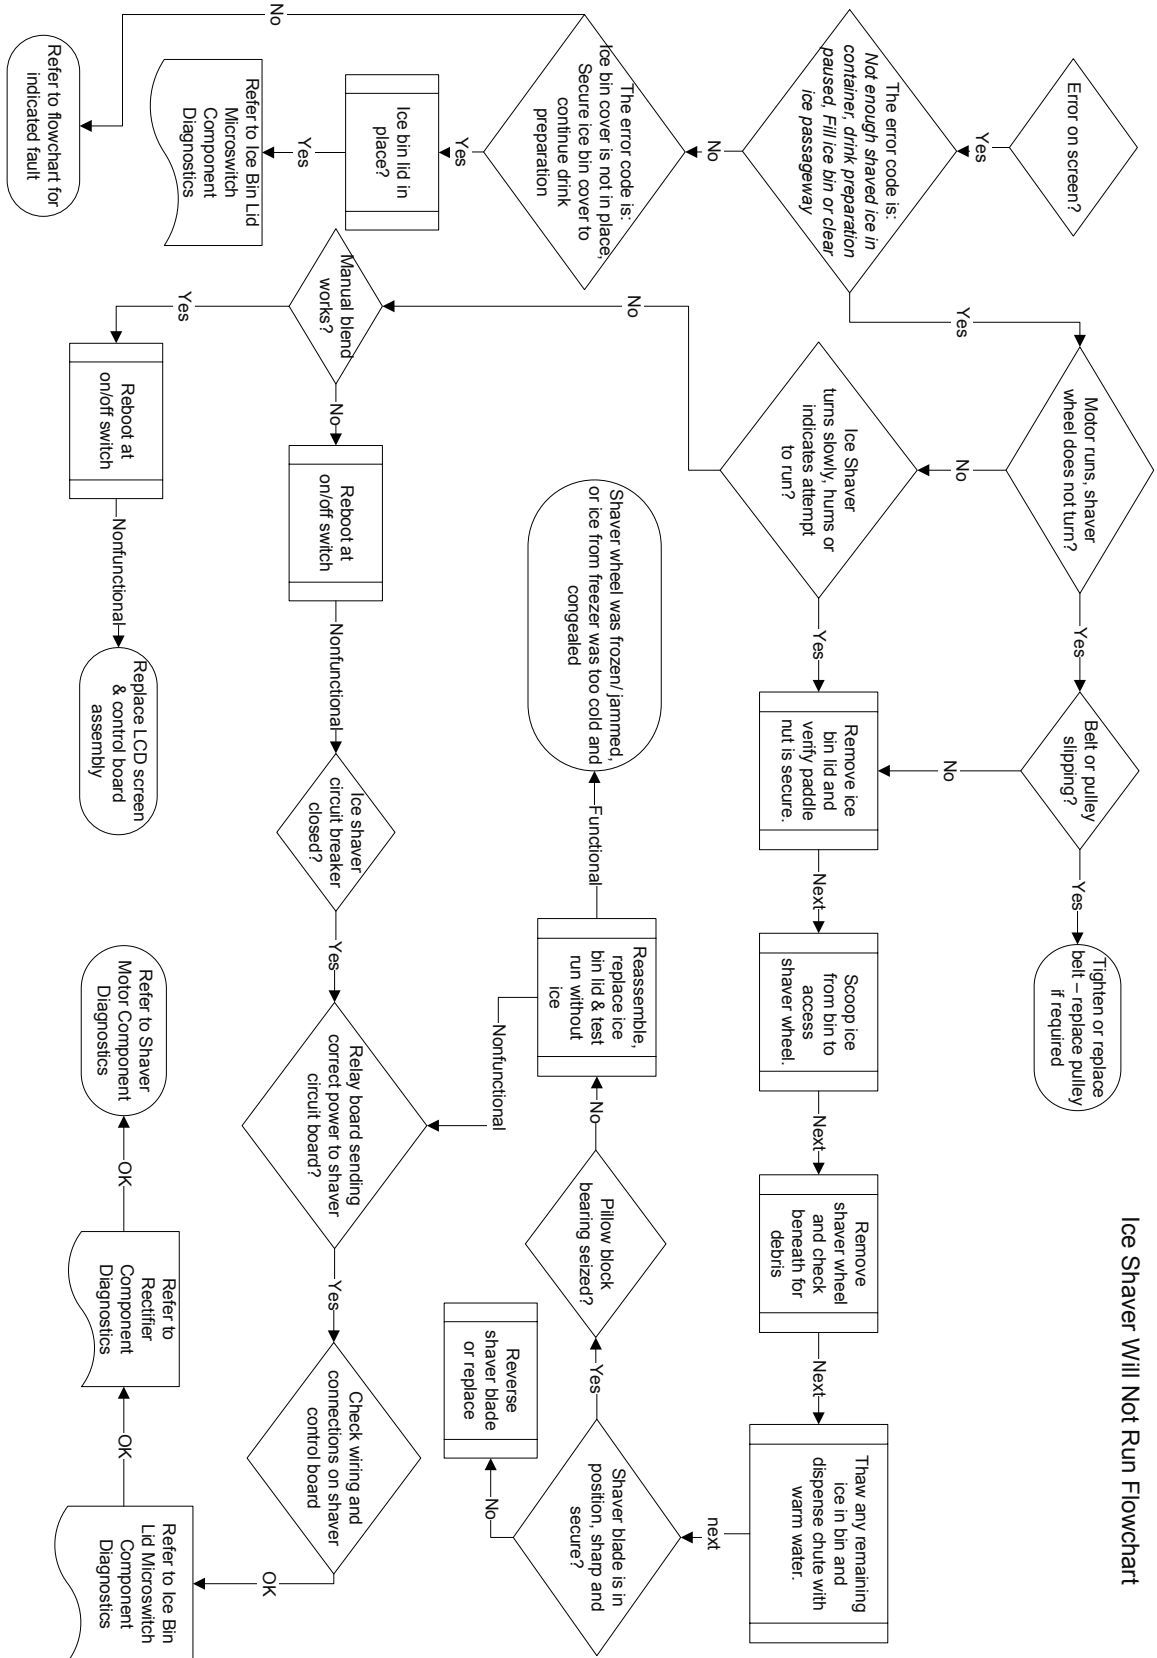 Ice Shaver Will Not Run Flowchart
Error on screen?
Yes
The error code is:
Not enough shaved ice in
container, drink preparation
paused, Fill ice bin or clear
ice passageway
No
Yes
The error code is:
Ice bin cover is not in place,
Secure ice bin cover to
continue drink
preparation
No
Yes
Ice bin lid in
place?
Yes
Refer to Ice Bin Lid
Microswitch
Component
Diagnostics
Refer to flowchart for
indicated fault
Motor runs, shaver
wheel does not turn?
No
Yes
Belt or pulley
slipping?
No
Yes
Tighten or replace
belt – replace pulley
if required
Ice Shaver
turns slowly, hums or
indicates attempt
to run?
No
Yes
Remove ice
bin lid and
verify paddle
nut is secure.
Next
Scoop ice
from bin to
access
shaver wheel.
Next
Remove
shaver wheel
and check
beneath for
debris
Next
Thaw any remaining
ice in bin and
dispense chute with
warm water.
next
Shaver blade is in
position, sharp and
secure?
Yes
No
Reverse
shaver blade
or replace
Pillow block
bearing seized?
No
Reassemble,
replace ice
bin lid & test
run without
ice
Functional
Nonfunctional
Shaver wheel was frozen/ jammed,
or ice from freezer was too cold and
congealed
Manual blend
works?
Yes
No
Reboot at
on/off switch
Nonfunctional
Ice shaver
circuit breaker
closed?
Yes
Relay board sending
correct power to shaver
circuit board?
Yes
Check wiring and
connections on shaver
control board
OK
Refer to Ice Bin
Lid Microswitch
Component
Diagnostics
OK
Refer to
Rectifier
Component
Diagnostics
OK
Refer to Shaver
Motor Component
Diagnostics
Reboot at
on/off switch
Nonfunctional
Replace LCD screen
& control board
assembly